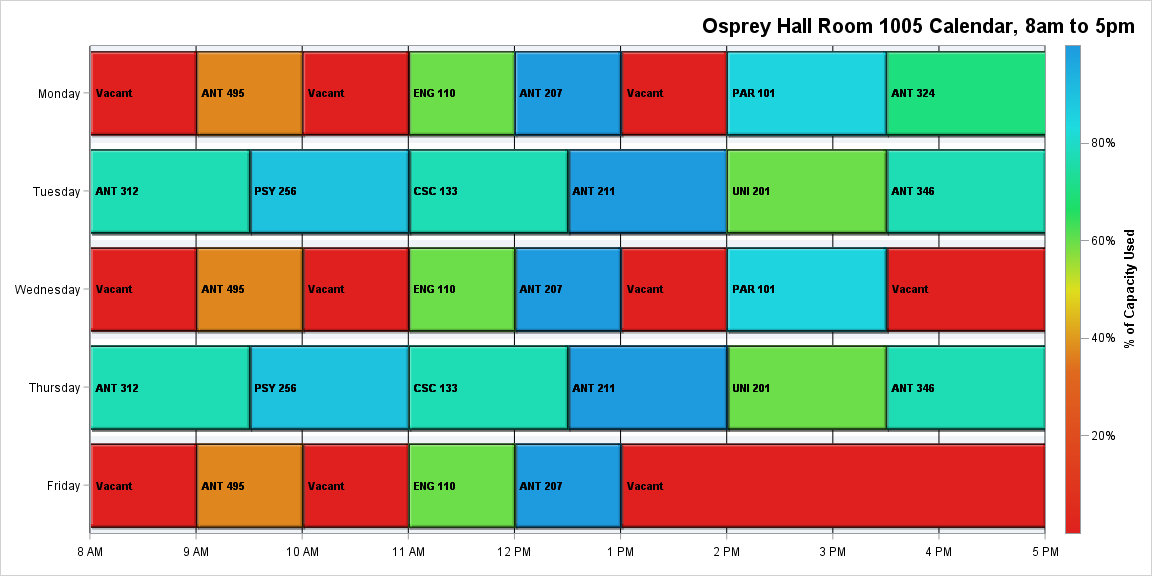 Osprey Hall Room 1005 Calendar, 8am to 5pm
Monday
Vacant
ANT 495
Vacant
ENG 110
ANT 207
Vacant
PAR 101
ANT 324
Tuesday
ANT 312
PSY 256
CSC 133
ANT 211
UNI 201
ANT 346
Wednesday
Vacant
ANT 495
Vacant
ENG 110
ANT 207
Vacant
PAR 101
Vacant
Thursday
ANT 312
PSY 256
CSC 133
ANT 211
UNI 201
ANT 346
Friday
Vacant
ANT 495
Vacant
ENG 110
ANT 207
Vacant
8 AM
9 AM
10 AM
11 AM
12 PM
1 PM
2 PM
3 PM
4 PM
5 PM
80%
60%
40%
20%
% of Capacity Used